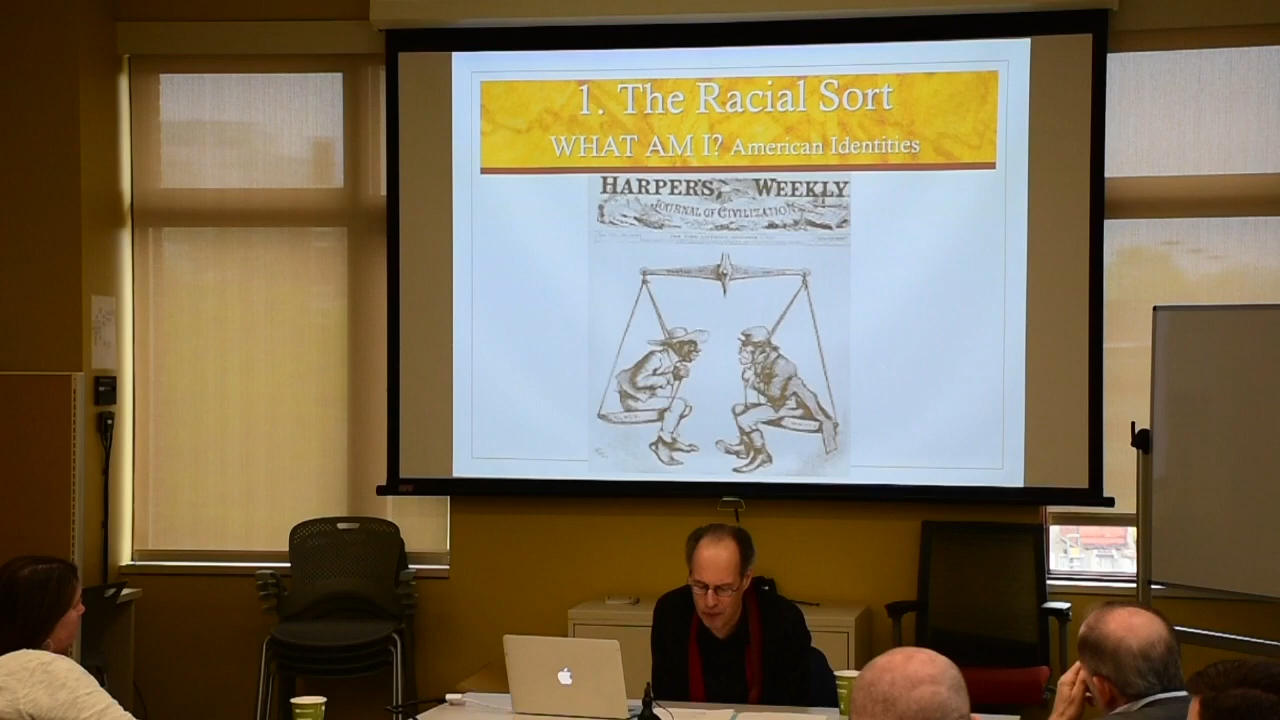 1. The Racial Sort
WHAT AM I? American Identities
HARPER'S WEEKLY
JOURNAL OF CIVILIZATION